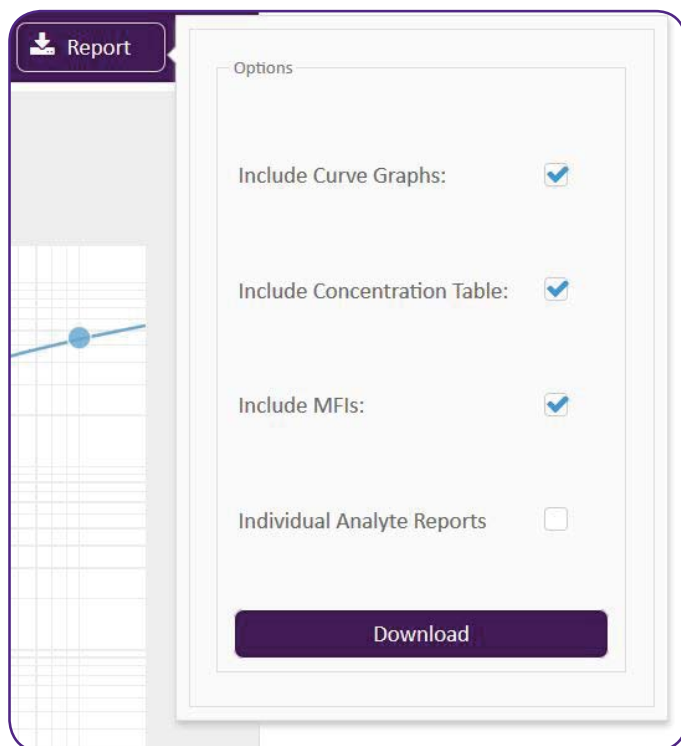 Report
Options
Include Curve Graphs:
Include Concentration Table:
Include MFIs:
Individual Analyte Reports
Download